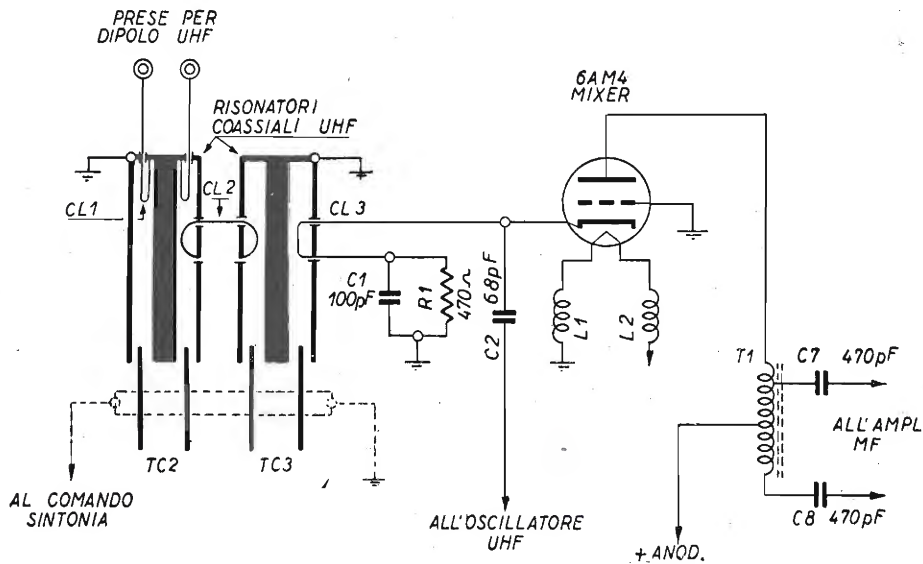 PRESE PER
DIPOLO UHF
RISONATORI
COASSIALI UHF
6AM4
MIXER
CL1
CL2
CL3
C1
100pF
R1
470Ω
C2
68pF
L1
L2
T1
C7
470pF
ALL'AMPL
MF
C8
470pF
TC2
TC3
AL COMANDO
SINTONIA
ALL'OSCILLATORE
UHF
+ANOD.